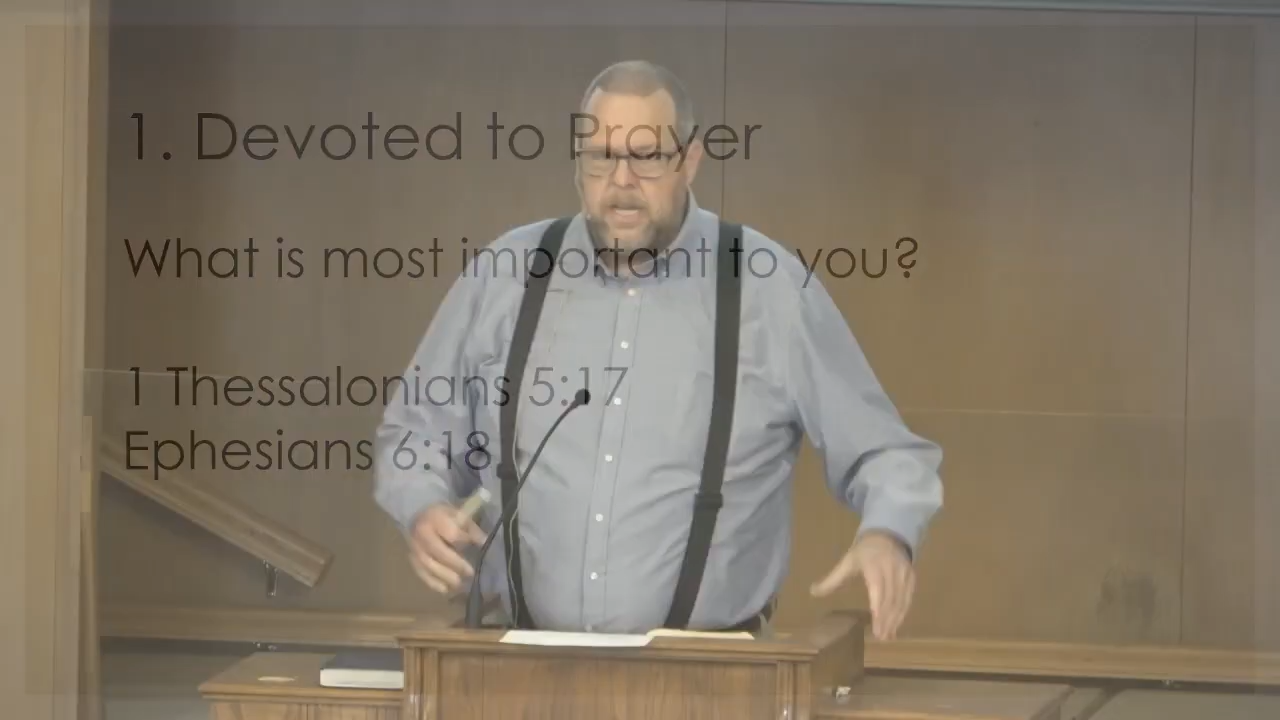 1. Devoted to Prayer
What is most important to you?
1 Thessalonians 5:17
Ephesians 6:18